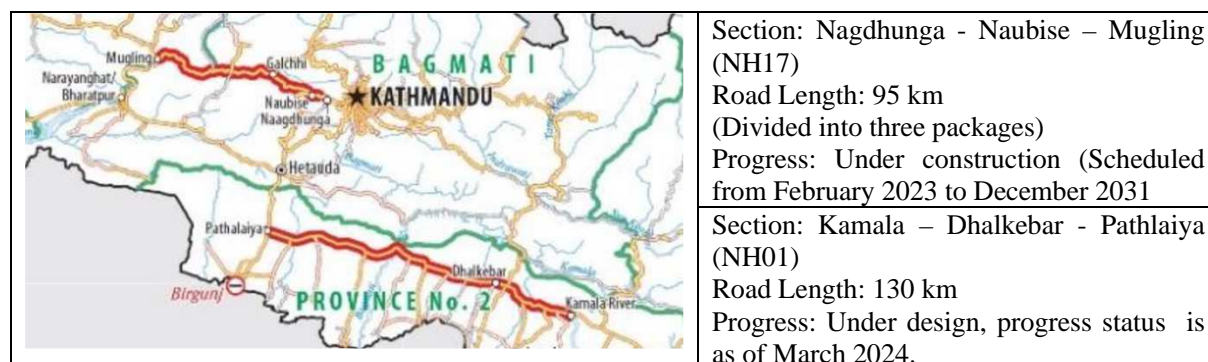 Mugling
Galchhi
BAGMATI
Narayanghat/
Bharatpur
KATHMANDU
Naubise
Naagdhunga
Hetauda
Pathalaiya
Dhalkebar
Birgunj
PROVINCE No. 2
Kamala River
Kamala
Section: Nagdhunga - Naubise – Mugling
(NH17)
Road Length: 95 km
(Divided into three packages)
Progress: Under construction (Scheduled
from February 2023 to December 2031
Section: Kamala – Dhalkebar - Pathlaiya
(NH01)
Road Length: 130 km
Progress: Under design, progress status is
as of March 2024.